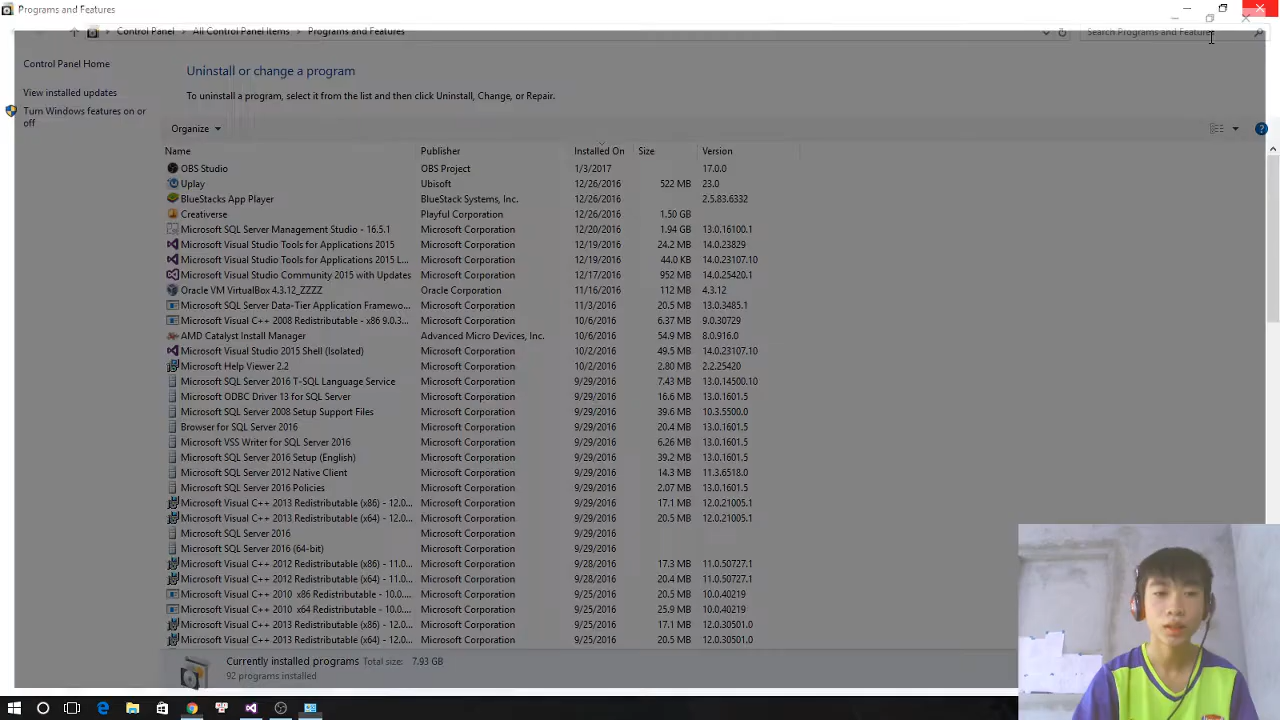 Programs and Features
Control Panel All Control Panel Items Programs and Features
Search Programs and Features
Control Panel Home
View installed updates
Turn Windows features on or
off
Uninstall or change a program
To uninstall a program, select it from the list and then click Uninstall, Change, or Repair.
Organize
Name Publisher Installed On Size Version
OBS Studio OBS Project 1/3/2017 17.0.0
Uplay Ubisoft 12/26/2016 522 MB 23.0
BlueStacks App Player BlueStack Systems, Inc. 12/26/2016 2.5.83.6332
Creativerse Playful Corporation 12/26/2016 1.50 GB
Microsoft SQL Server Management Studio - 16.5.1 Microsoft Corporation 12/20/2016 1.94 GB 13.0.16100.1
Microsoft Visual Studio Tools for Applications 2015 Microsoft Corporation 12/19/2016 24.2 MB 14.0.23829
Microsoft Visual Studio Tools for Applications 2015 L... Microsoft Corporation 12/19/2016 44.0 KB 14.0.23107.10
Microsoft Visual Studio Community 2015 with Updates Microsoft Corporation 12/17/2016 952 MB 14.0.25420.1
Oracle VM VirtualBox 4.3.12_ZZZZ Oracle Corporation 11/16/2016 112 MB 4.3.12
Microsoft SQL Server Data-Tier Application Framewo... Microsoft Corporation 11/3/2016 20.5 MB 13.0.3485.1
Microsoft Visual C++ 2008 Redistributable - x86 9.0.3... Microsoft Corporation 10/6/2016 6.37 MB 9.0.30729
AMD Catalyst Install Manager Advanced Micro Devices, Inc. 10/6/2016 54.9 MB 8.0.916.0
Microsoft Visual Studio 2015 Shell (Isolated) Microsoft Corporation 10/2/2016 49.5 MB 14.0.23107.10
Microsoft Help Viewer 2.2 Microsoft Corporation 10/2/2016 2.80 MB 2.2.25420
Microsoft SQL Server 2016 T-SQL Language Service Microsoft Corporation 9/29/2016 7.43 MB 13.0.14500.10
Microsoft ODBC Driver 13 for SQL Server Microsoft Corporation 9/29/2016 16.6 MB 13.0.1601.5
Microsoft SQL Server 2008 Setup Support Files Microsoft Corporation 9/29/2016 39.6 MB 10.3.5500.0
Browser for SQL Server 2016 Microsoft Corporation 9/29/2016 20.4 MB 13.0.1601.5
Microsoft VSS Writer for SQL Server 2016 Microsoft Corporation 9/29/2016 6.26 MB 13.0.1601.5
Microsoft SQL Server 2016 Setup (English) Microsoft Corporation 9/29/2016 39.2 MB 13.0.1601.5
Microsoft SQL Server 2012 Native Client Microsoft Corporation 9/29/2016 14.3 MB 11.3.6518.0
Microsoft SQL Server 2016 Policies Microsoft Corporation 9/29/2016 2.07 MB 13.0.1601.5
Microsoft Visual C++ 2013 Redistributable (x86) - 12.0... Microsoft Corporation 9/29/2016 17.1 MB 12.0.21005.1
Microsoft Visual C++ 2013 Redistributable (x64) - 12.0... Microsoft Corporation 9/29/2016 20.5 MB 12.0.21005.1
Microsoft SQL Server 2016 Microsoft Corporation 9/29/2016
Microsoft SQL Server 2016 (64-bit) Microsoft Corporation 9/29/2016
Microsoft Visual C++ 2012 Redistributable (x86) - 11.0... Microsoft Corporation 9/28/2016 17.3 MB 11.0.50727.1
Microsoft Visual C++ 2012 Redistributable (x64) - 11.0... Microsoft Corporation 9/28/2016 20.4 MB 11.0.50727.1
Microsoft Visual C++ 2010 x86 Redistributable - 10.0.... Microsoft Corporation 9/25/2016 20.5 MB 10.0.40219
Microsoft Visual C++ 2010 x64 Redistributable - 10.0.... Microsoft Corporation 9/25/2016 25.9 MB 10.0.40219
Microsoft Visual C++ 2013 Redistributable (x86) - 12.0... Microsoft Corporation 9/25/2016 17.1 MB 12.0.30501.0
Microsoft Visual C++ 2013 Redistributable (x64) - 12.0... Microsoft Corporation 9/25/2016 20.5 MB 12.0.30501.0
Currently installed programs Total size: 7.93 GB
92 programs installed